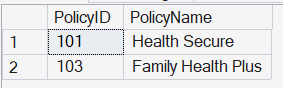 PolicyID PolicyName
1 101 Health Secure
2 103 Family Health Plus